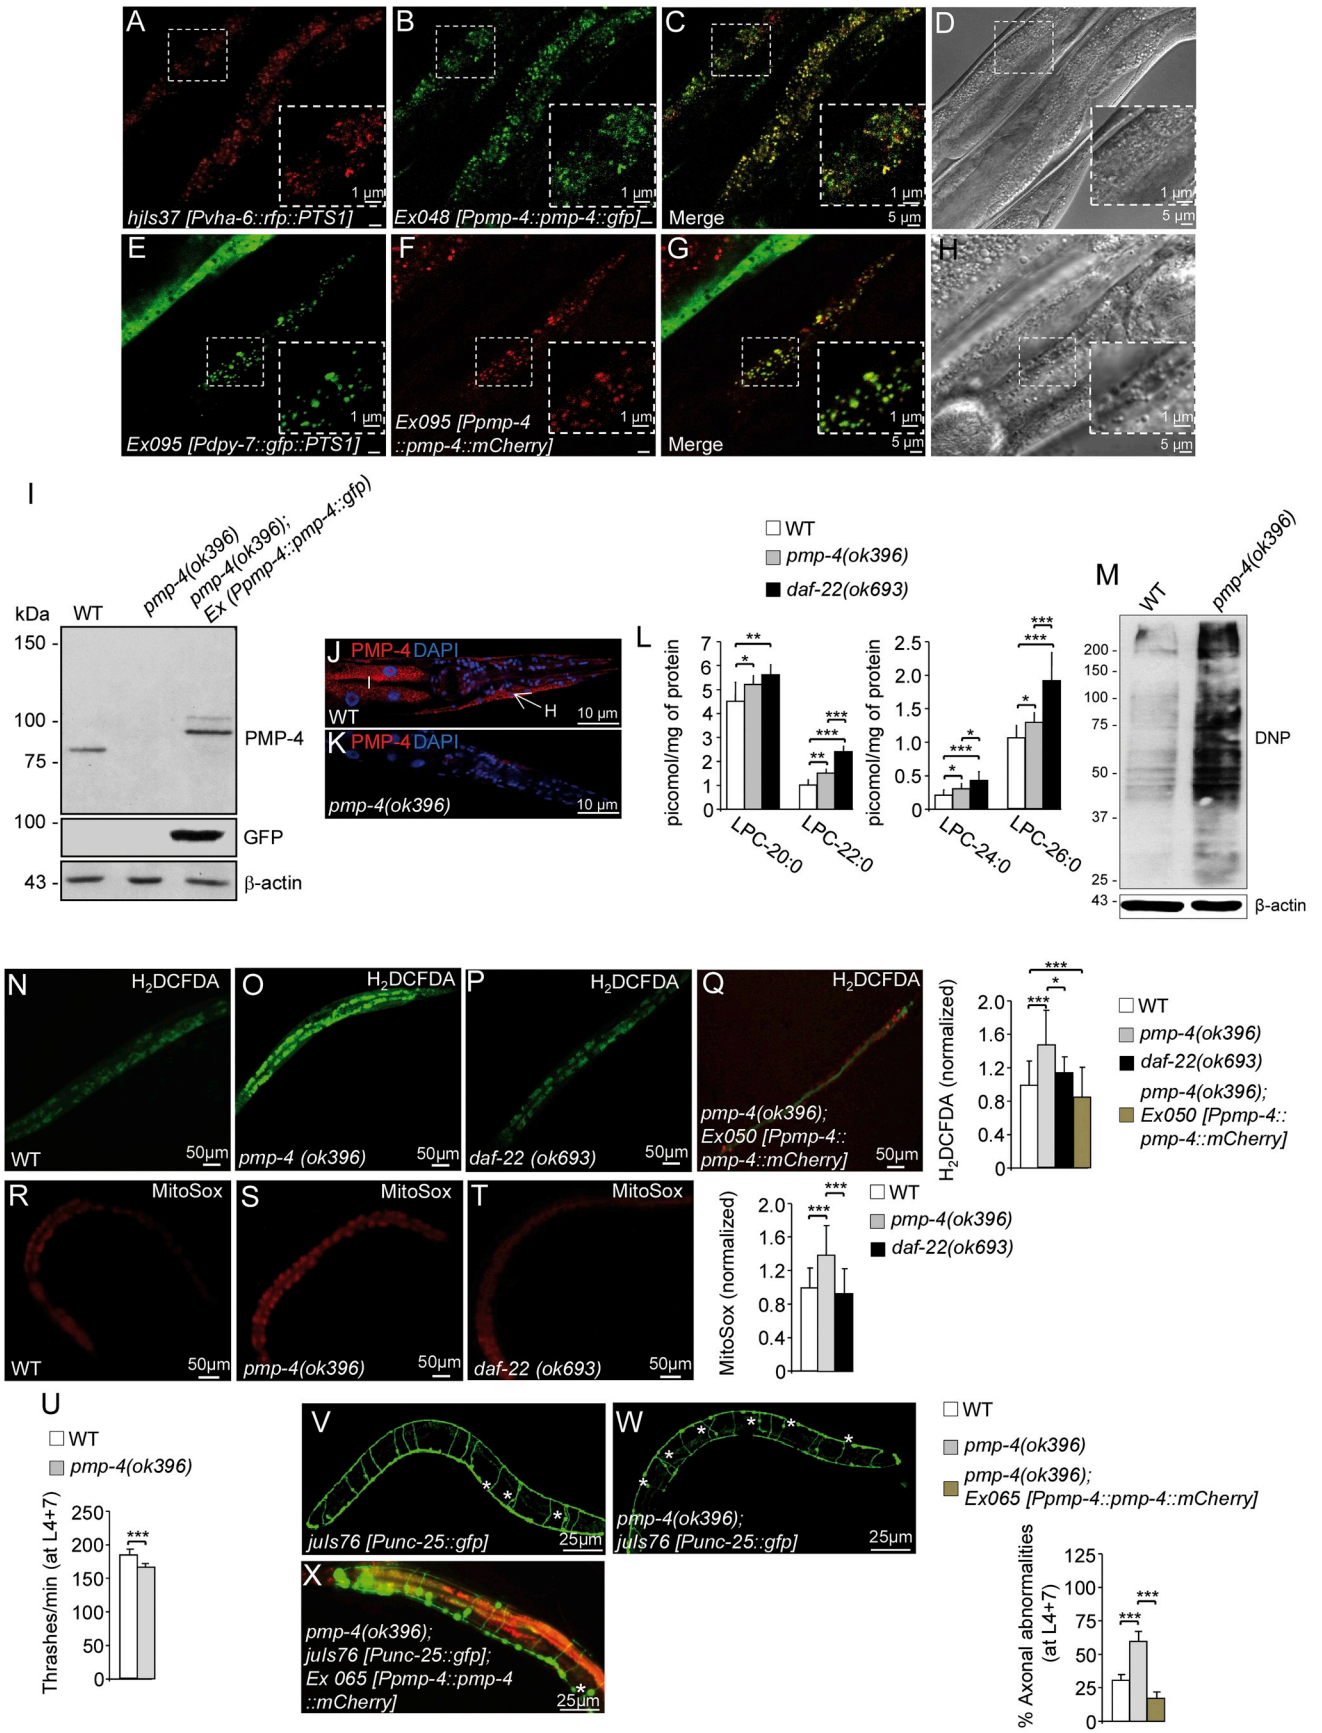 A
B
C
D
1 µm
1 µm
1 µm
1 µm
hjIs37 [Pvha-6::rfp::PTS1]
Ex048 [Ppmp-4::pmp-4::gfp]
Merge
5 µm
5 µm
E
F
G
H
1 µm
1 µm
1 µm
1 µm
Ex095 [Pdpy-7::gfp::PTS1]
Ex095 [Ppmp-4
::pmp-4::mCherry]
Merge
5 µm
5 µm
I
kDa
WT
pmp-4(ok396)
pmp-4(ok396);
Ex (Ppmp-4::pmp-4::gfp)
150
100
75
PMP-4
100
GFP
43
β-actin
J
PMP-4 DAPI
I
H
WT
10 µm
K
PMP-4 DAPI
pmp-4(ok396)
10 µm
WT
pmp-4(ok396)
daf-22(ok693)
L
picomol/mg of protein
7
6
5
4
3
2
1
0
*
**
**
***
***
LPC-20:0
LPC-22:0
picomol/mg of protein
2.5
2.0
1.5
1.0
0.5
0
*
***
*
*
***
***
LPC-24:0
LPC-26:0
M
WT
pmp-4(ok396)
200
150
100
75
50
37
25
DNP
43
β-actin
N
H2DCFDA
WT
50µm
O
H2DCFDA
pmp-4 (ok396)
50µm
P
H2DCFDA
daf-22 (ok693)
50µm
Q
H2DCFDA
pmp-4(ok396);
Ex050 [Ppmp-4::
pmp-4::mCherry]
50µm
H2DCFDA (normalized)
2.0
1.6
1.2
0.8
0.4
0
***
***
*
WT
pmp-4(ok396)
daf-22(ok693)
pmp-4(ok396);
Ex050 [Ppmp-4::
pmp-4::mCherry]
R
MitoSox
WT
50µm
S
MitoSox
pmp-4(ok396)
50µm
T
MitoSox
daf-22 (ok693)
50µm
MitoSox (normalized)
2.0
1.6
1.2
0.8
0.4
0
***
***
WT
pmp-4(ok396)
daf-22(ok693)
U
WT
pmp-4(ok396)
Thrashes/min (at L4+7)
250
200
150
100
50
0
***
V
* * *
juIs76 [Punc-25::gfp]
25µm
W
* * * * * *
pmp-4(ok396);
juIs76 [Punc-25::gfp]
25µm
X
pmp-4(ok396);
juIs76 [Punc-25::gfp];
Ex 065 [Ppmp-4::pmp-4
::mCherry]
*
25µm
WT
pmp-4(ok396)
pmp-4(ok396);
Ex065 [Ppmp-4::pmp-4::mCherry]
% Axonal abnormalities
(at L4+7)
125
100
75
50
25
0
***
***